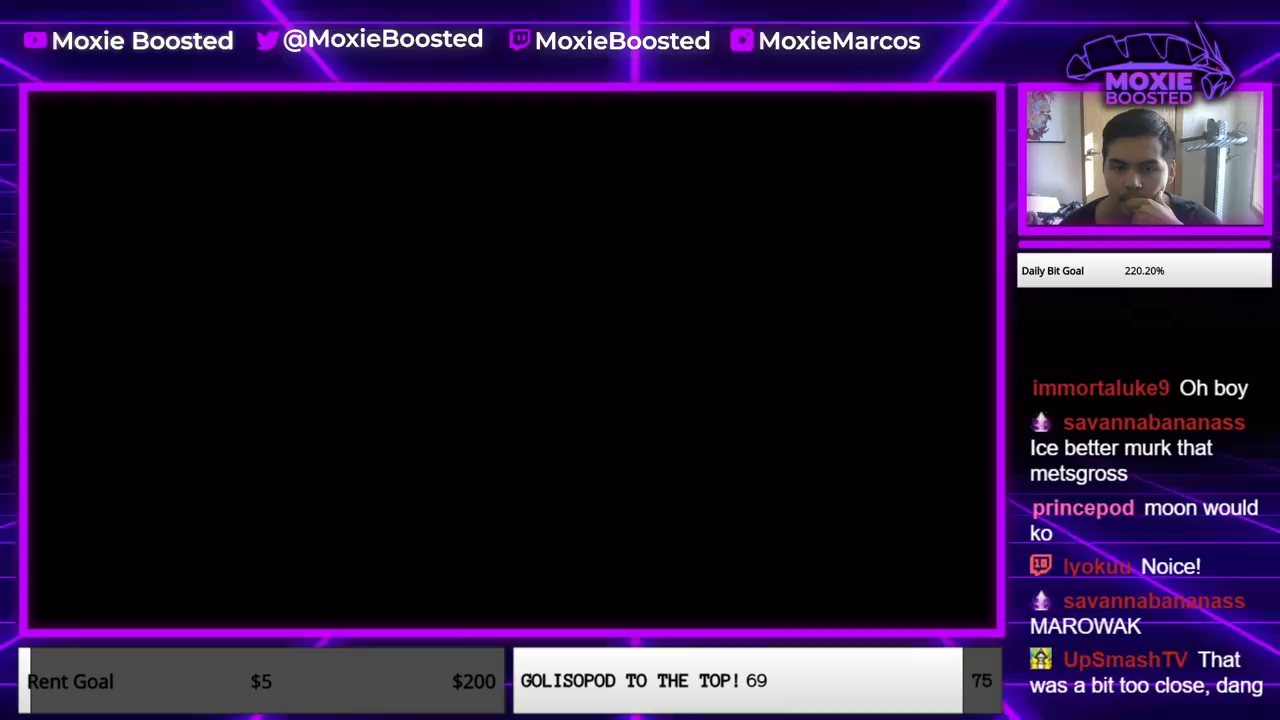 Moxie Boosted @MoxieBoosted MoxieBoosted MoxieMarcos
MOXIE
BOOSTED
Daily Bit Goal 220.20%
immortaluke9 Oh boy
savannabananass
Ice better murk that
metsgross
princepod moon would
ko
18 lyokuu Noice!
savannabananass
MAROWAK
UpSmashTV That
was a bit too close, dang
Rent Goal $5 $200
GOLISOPOD TO THE TOP! 69 75